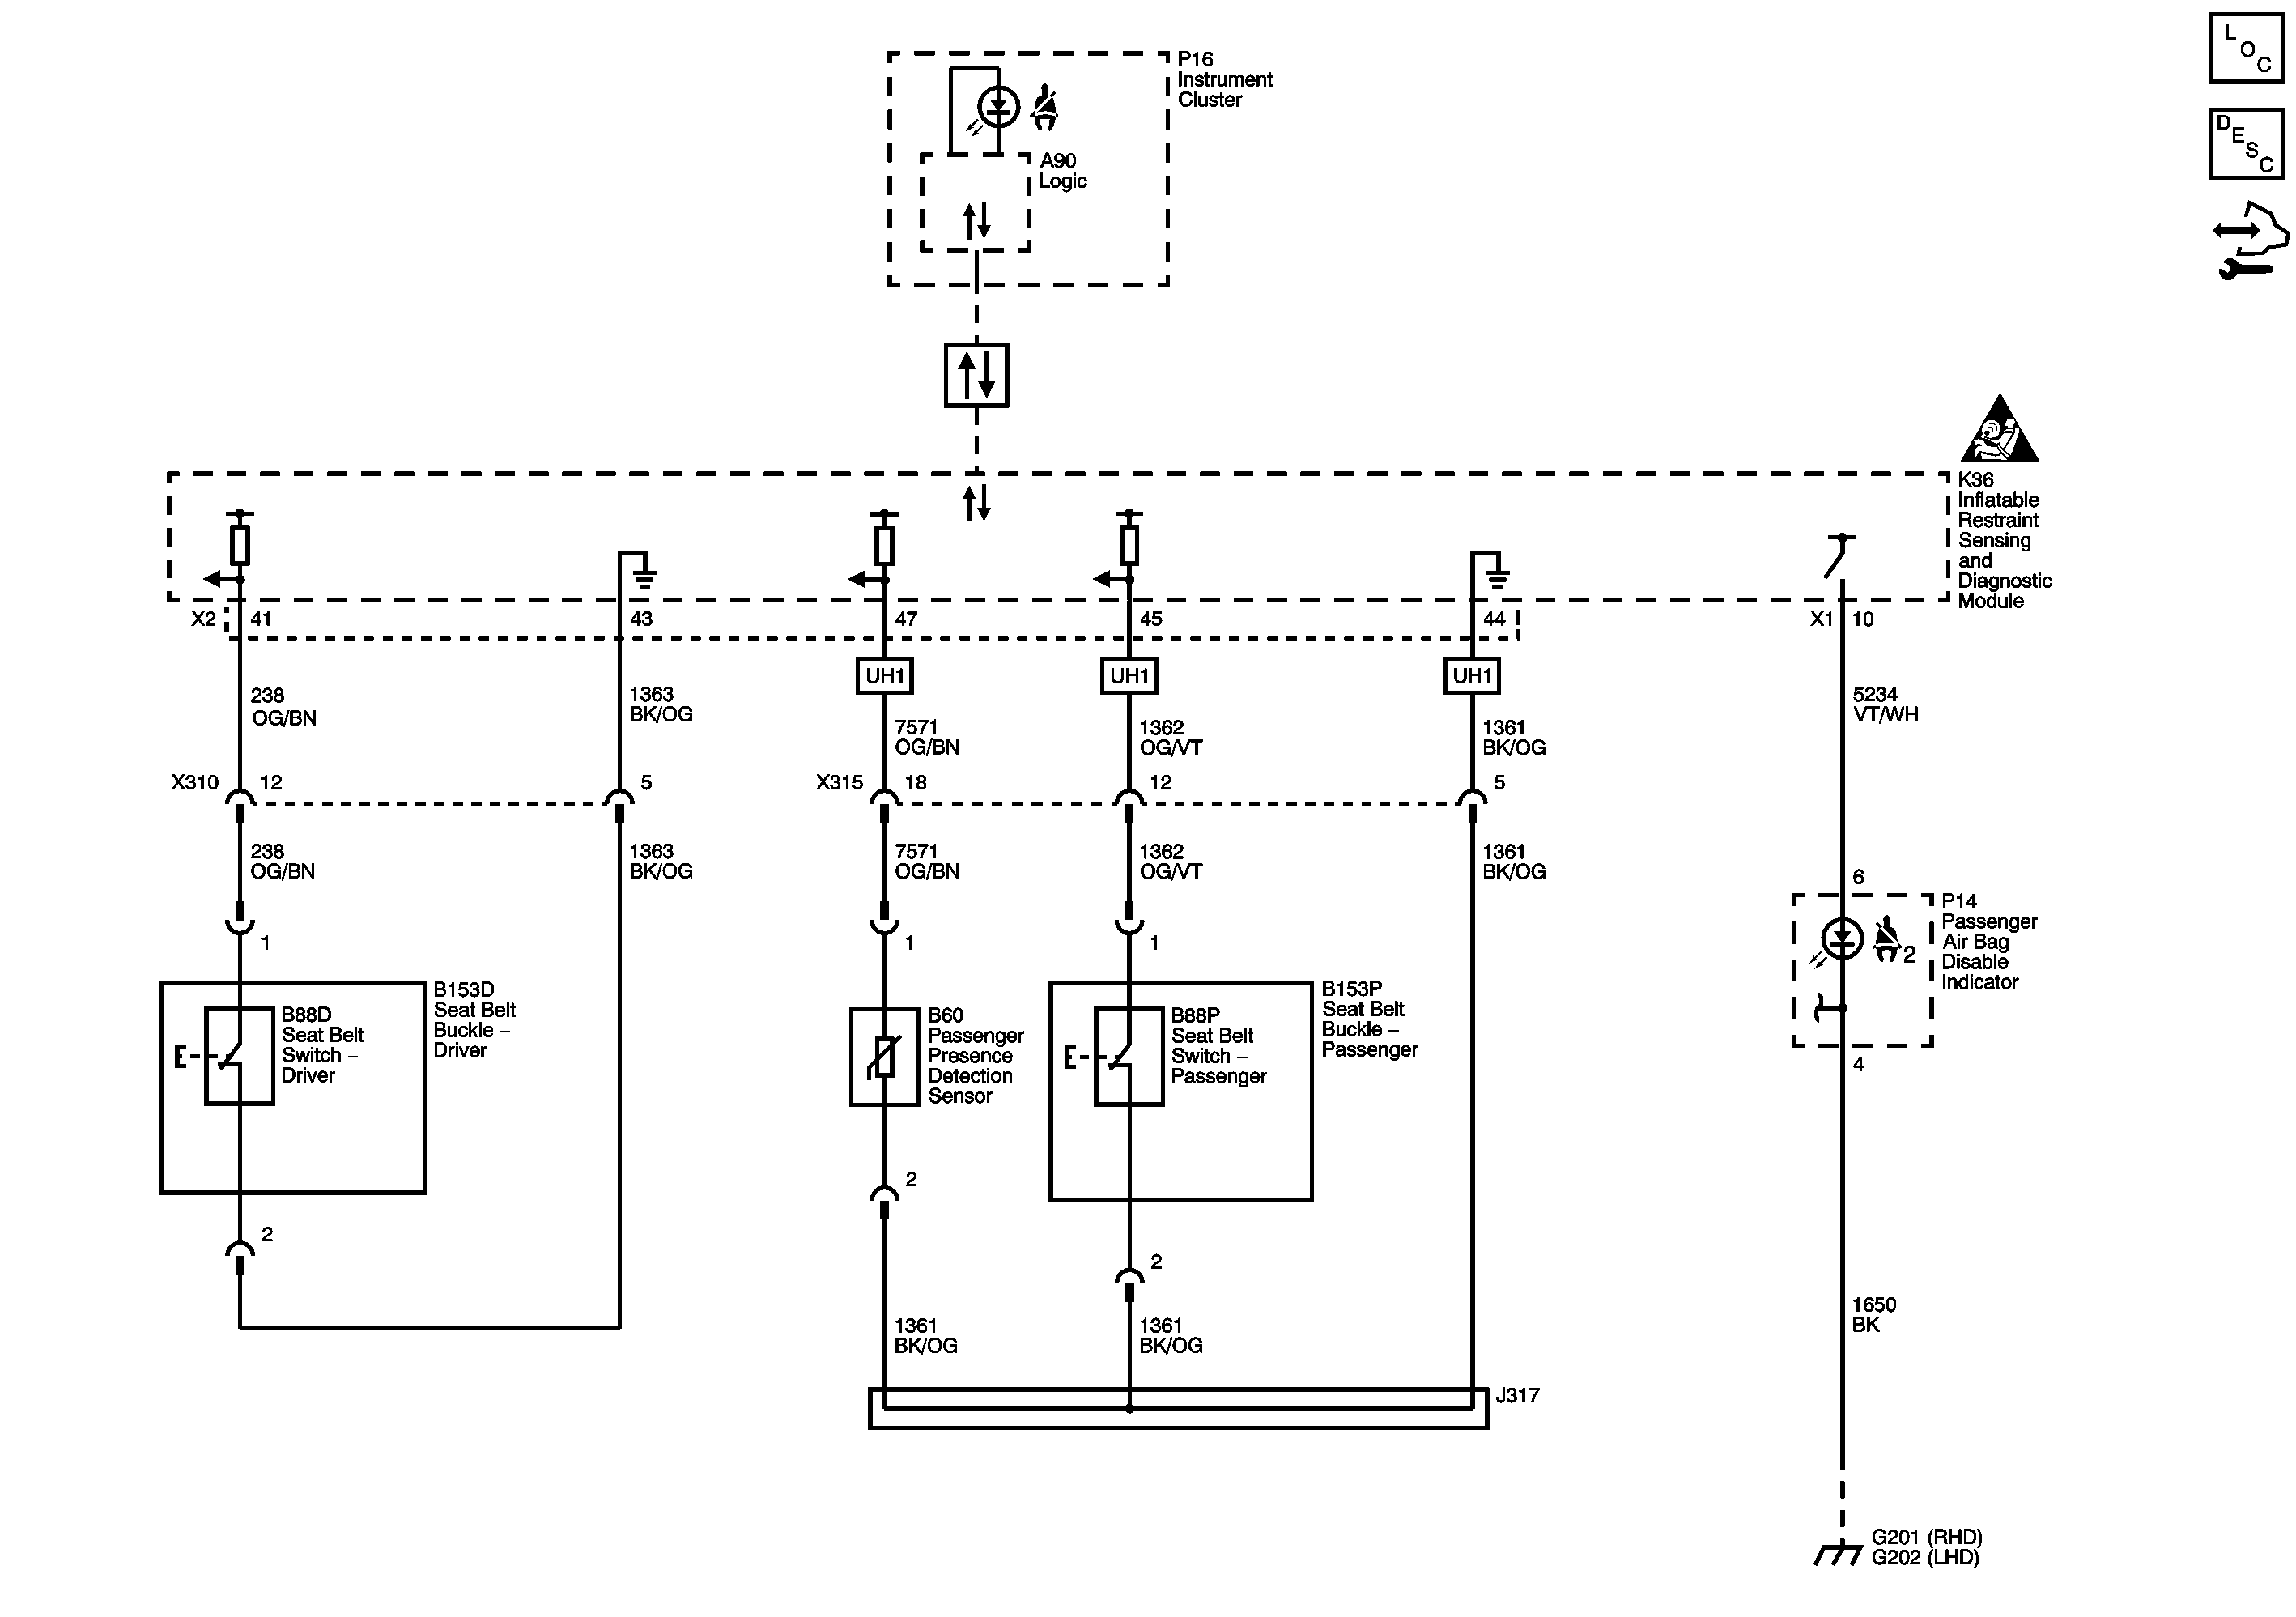 L
O
C
D
E
S
C
P16
Instrument
Cluster
A90
Logic
K36
Inflatable
Restraint
Sensing
and
Diagnostic
Module
X2 41 43 47 45 44 X1 10
UH1 UH1 UH1
238
OG/BN
1363
BK/OG
7571
OG/BN
1362
OG/VT
1361
BK/OG
5234
VT/WH
X310 12 5 X315 18 12 5
238
OG/BN
1363
BK/OG
7571
OG/BN
1362
OG/VT
1361
BK/OG
6
1 1 1
P14
Passenger
Air Bag
Disable
Indicator
2
4
B153D
Seat Belt
Buckle –
Driver
B88D
Seat Belt
Switch –
Driver
E
B60
Passenger
Presence
Detection
Sensor
B88P
Seat Belt
Switch –
Passenger
E
B153P
Seat Belt
Buckle –
Passenger
2
2
2
1361
BK/OG
1361
BK/OG
1650
BK
J317
G201 (RHD)
G202 (LHD)